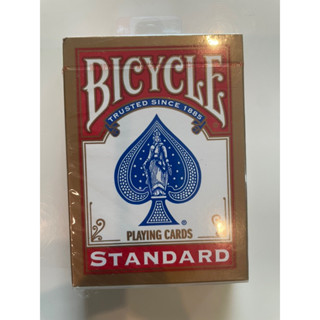 BICYCLE
TRUSTED SINCE 1885
®
PLAYING CARDS
STANDARD